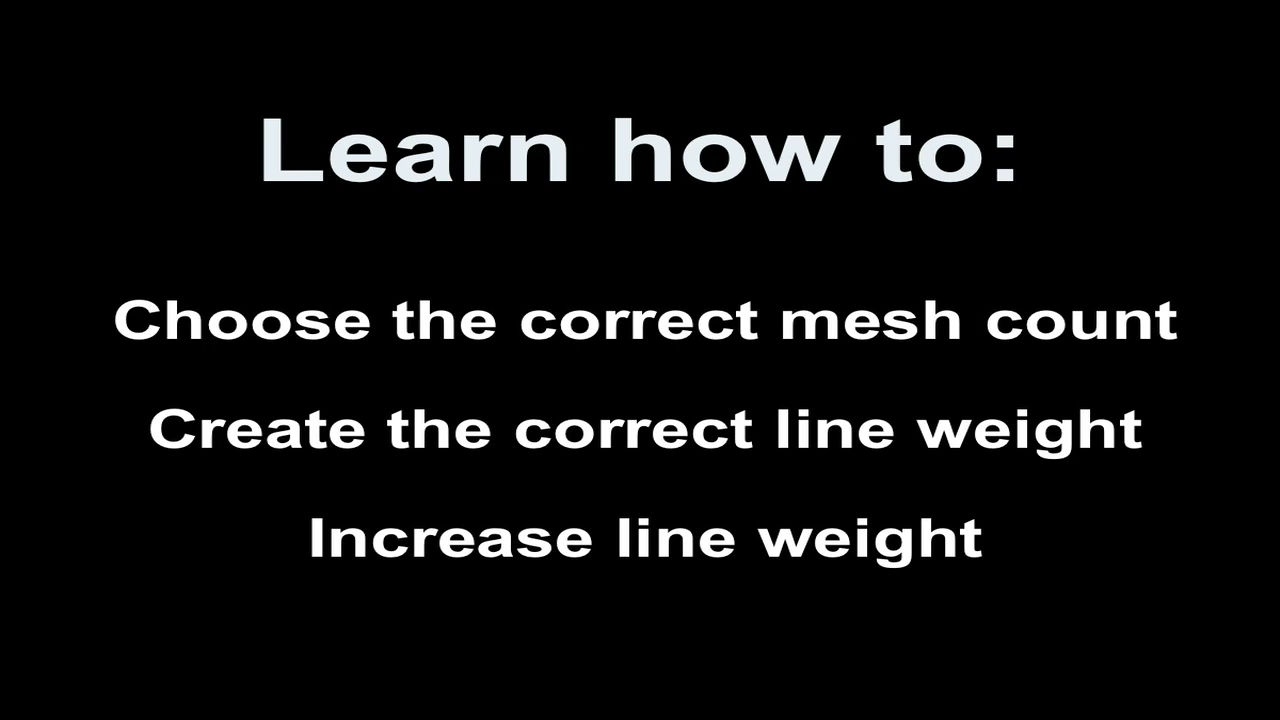 Learn how to:
Choose the correct mesh count
Create the correct line weight
Increase line weight